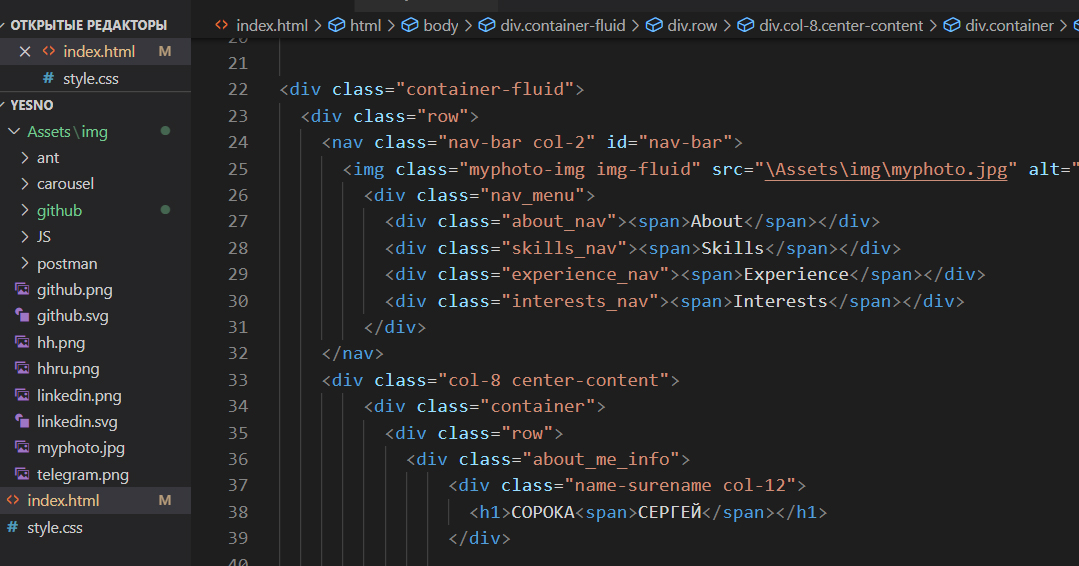 ОТКРЫТЫЕ РЕДАКТОРЫ
index.html M
# style.css
YESNO
Assets\img
ant
carousel
github
JS
postman
github.png
github.svg
hh.png
hhru.png
linkedin.png
linkedin.svg
myphoto.jpg
telegram.png
index.html M
# style.css
index.html > html > body > div.container-fluid > div.row > div.col-8.center-content > div.container >
20
21
22 <div class="container-fluid">
23 <div class="row">
24 <nav class="nav-bar col-2" id="nav-bar">
25 <img class="myphoto-img img-fluid" src="\Assets\img\myphoto.jpg" alt="
26 <div class="nav_menu">
27 <div class="about_nav"><span>About</span></div>
28 <div class="skills_nav"><span>Skills</span></div>
29 <div class="experience_nav"><span>Experience</span></div>
30 <div class="interests_nav"><span>Interests</span></div>
31 </div>
32 </nav>
33 <div class="col-8 center-content">
34 <div class="container">
35 <div class="row">
36 <div class="about_me_info">
37 <div class="name-surename col-12">
38 <h1>СОРОКА<span>СЕРГЕЙ</span></h1>
39 </div>
40